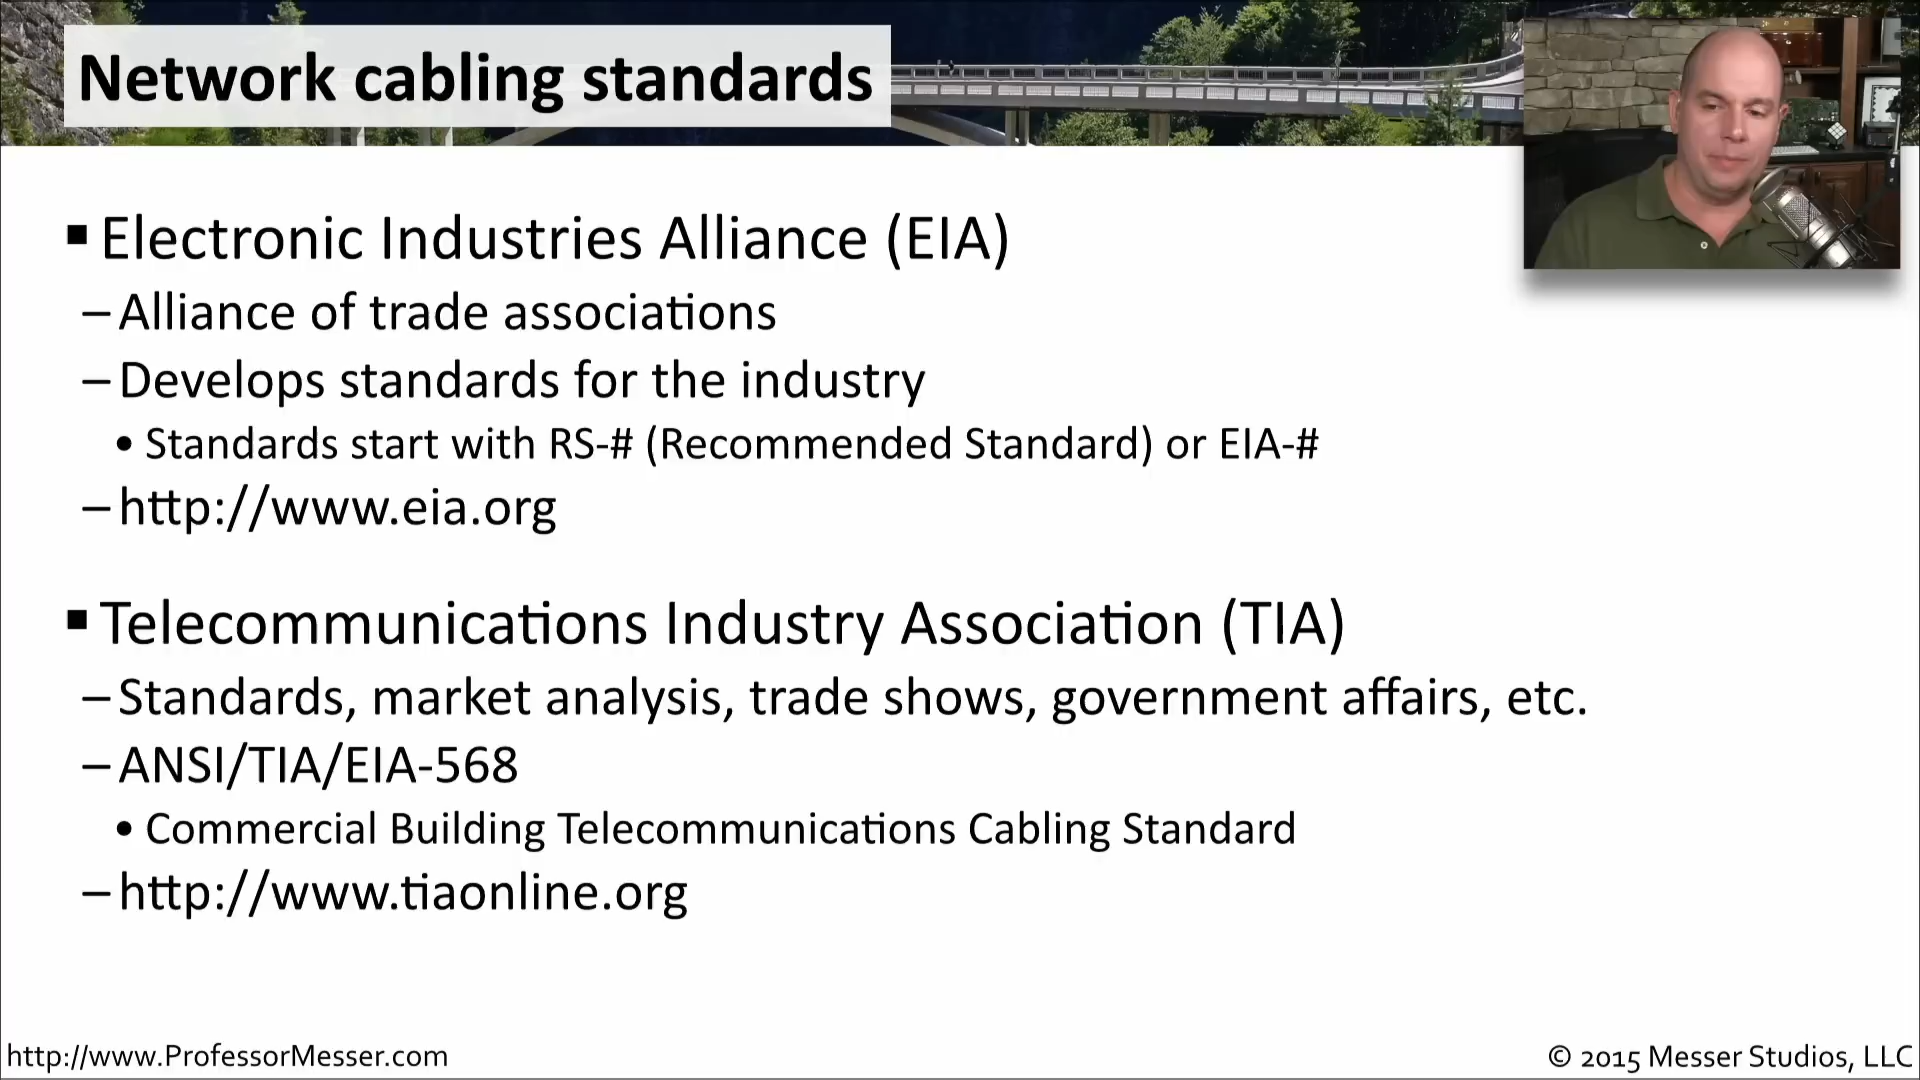 Network cabling standards
▪ Electronic Industries Alliance (EIA)
– Alliance of trade associations
– Develops standards for the industry
• Standards start with RS-# (Recommended Standard) or EIA-#
– http://www.eia.org
▪ Telecommunications Industry Association (TIA)
– Standards, market analysis, trade shows, government affairs, etc.
– ANSI/TIA/EIA-568
• Commercial Building Telecommunications Cabling Standard
– http://www.tiaonline.org
http://www.ProfessorMesser.com
© 2015 Messer Studios, LLC